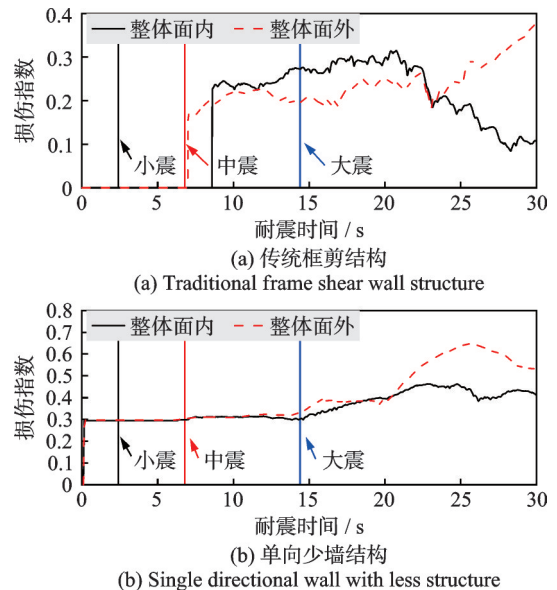 0.4
0.3
0.2
0.1
0
损伤指数
整体面内 整体面外
小震 中震 大震
0 5 10 15 20 25 30
耐震时间 / s
(a) 传统框剪结构
(a) Traditional frame shear wall structure
0.8
0.7
0.6
0.5
0.4
0.3
0.2
0.1
0
损伤指数
整体面内 整体面外
小震 中震 大震
0 5 10 15 20 25 30
耐震时间 / s
(b) 单向少墙结构
(b) Single directional wall with less structure